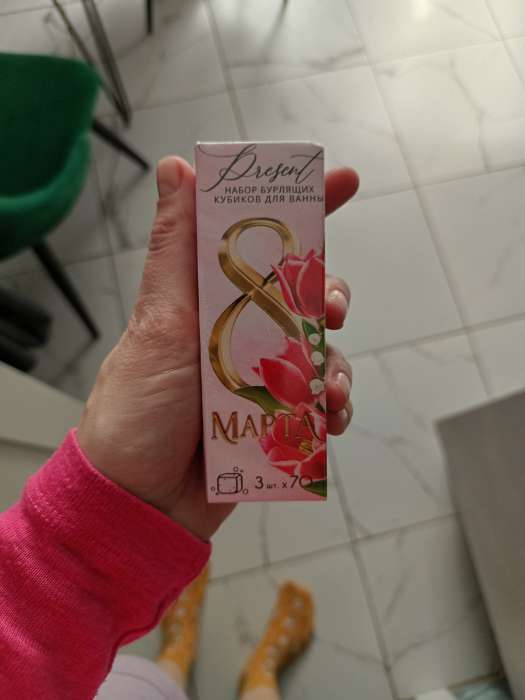 Present
НАБОР БУРЛЯЩИХ
КУБИКОВ ДЛЯ ВАННЫ
8
МАРТА
3 шт. x 70